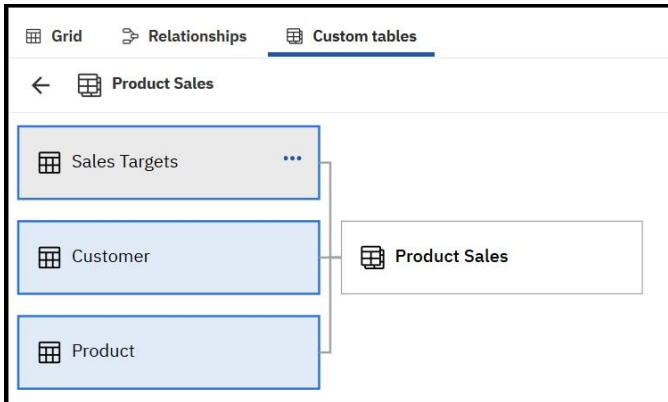 Grid Relationships Custom tables
Product Sales
Sales Targets
Customer
Product Sales
Product